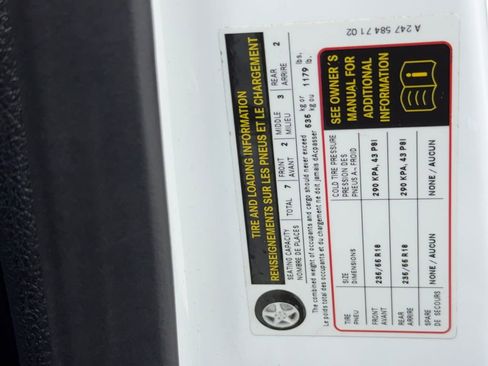 A 247 584 71 02
TIRE AND LOADING INFORMATION
RENSEIGNEMENTS SUR LES PNEUS ET LE CHARGEMENT
SEATING CAPACITY TOTAL 7 FRONT 2 MIDDLE 3 REAR 2
NOMBRE DE PLACES AVANT MILIEU ARRIÈRE
The combined weight of occupants and cargo should never exceed 536 kg or 1179 lbs.
Le poids total des occupants et du chargement ne doit jamais dAcpasser kg ou lb.
TIRE SIZE COLD TIRE PRESSURE
PNEU DIMENSIONS PRESSION DES
PNEUS A- FROID
FRONT 235/55 R18 290 KPA, 43 PSI
AVANT
REAR 235/55 R18 290 KPA, 43 PSI
ARRIRE
SPARE NONE / AUCUN NONE / AUCUN
DE SECOURS
SEE OWNER'S
MANUAL FOR
ADDITIONAL
INFORMATION